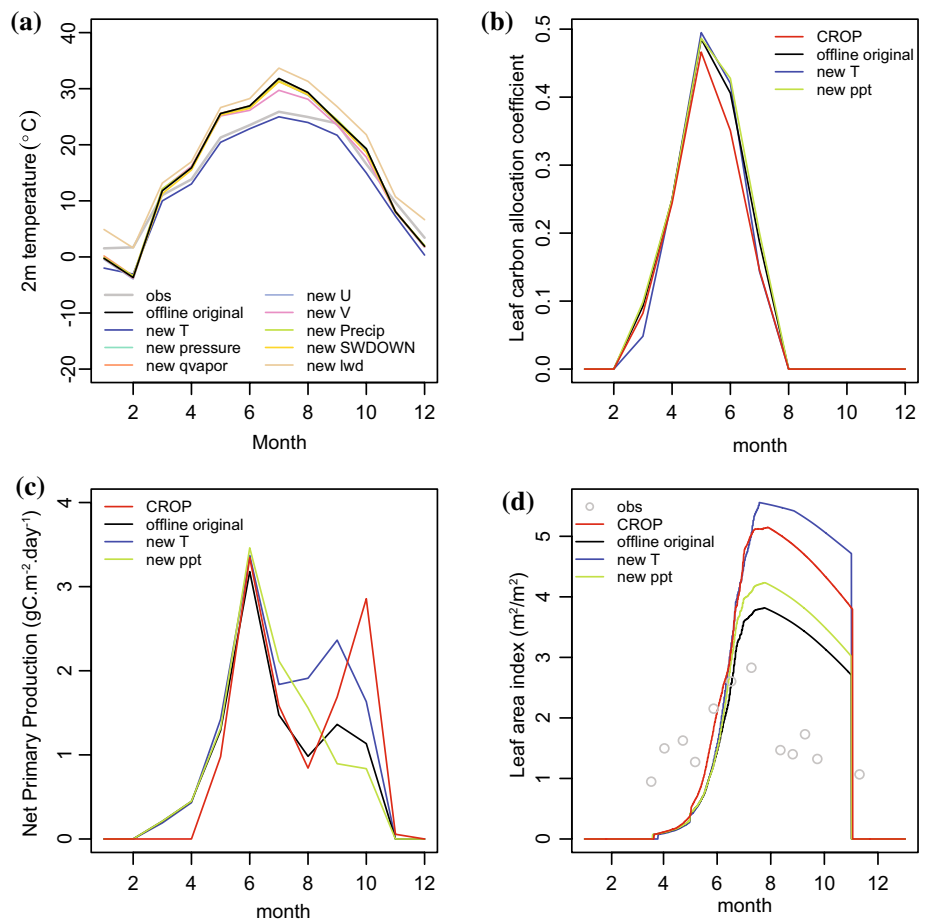 (a)
2m temperature (°C)
40
30
20
10
0
-10
-20
obs
offline original
new T
new pressure
new qvapor
new U
new V
new Precip
new SWDOWN
new lwd
2 4 6 8 10 12
Month
(b)
Leaf carbon allocation coefficient
0.5
0.4
0.3
0.2
0.1
0.0
CROP
offline original
new T
new ppt
2 4 6 8 10 12
month
(c)
Net Primary Production (gC.m⁻².day⁻¹)
4
3
2
1
0
CROP
offline original
new T
new ppt
2 4 6 8 10 12
month
(d)
Leaf area index (m²/m²)
5
4
3
2
1
0
obs
CROP
offline original
new T
new ppt
2 4 6 8 10 12
month